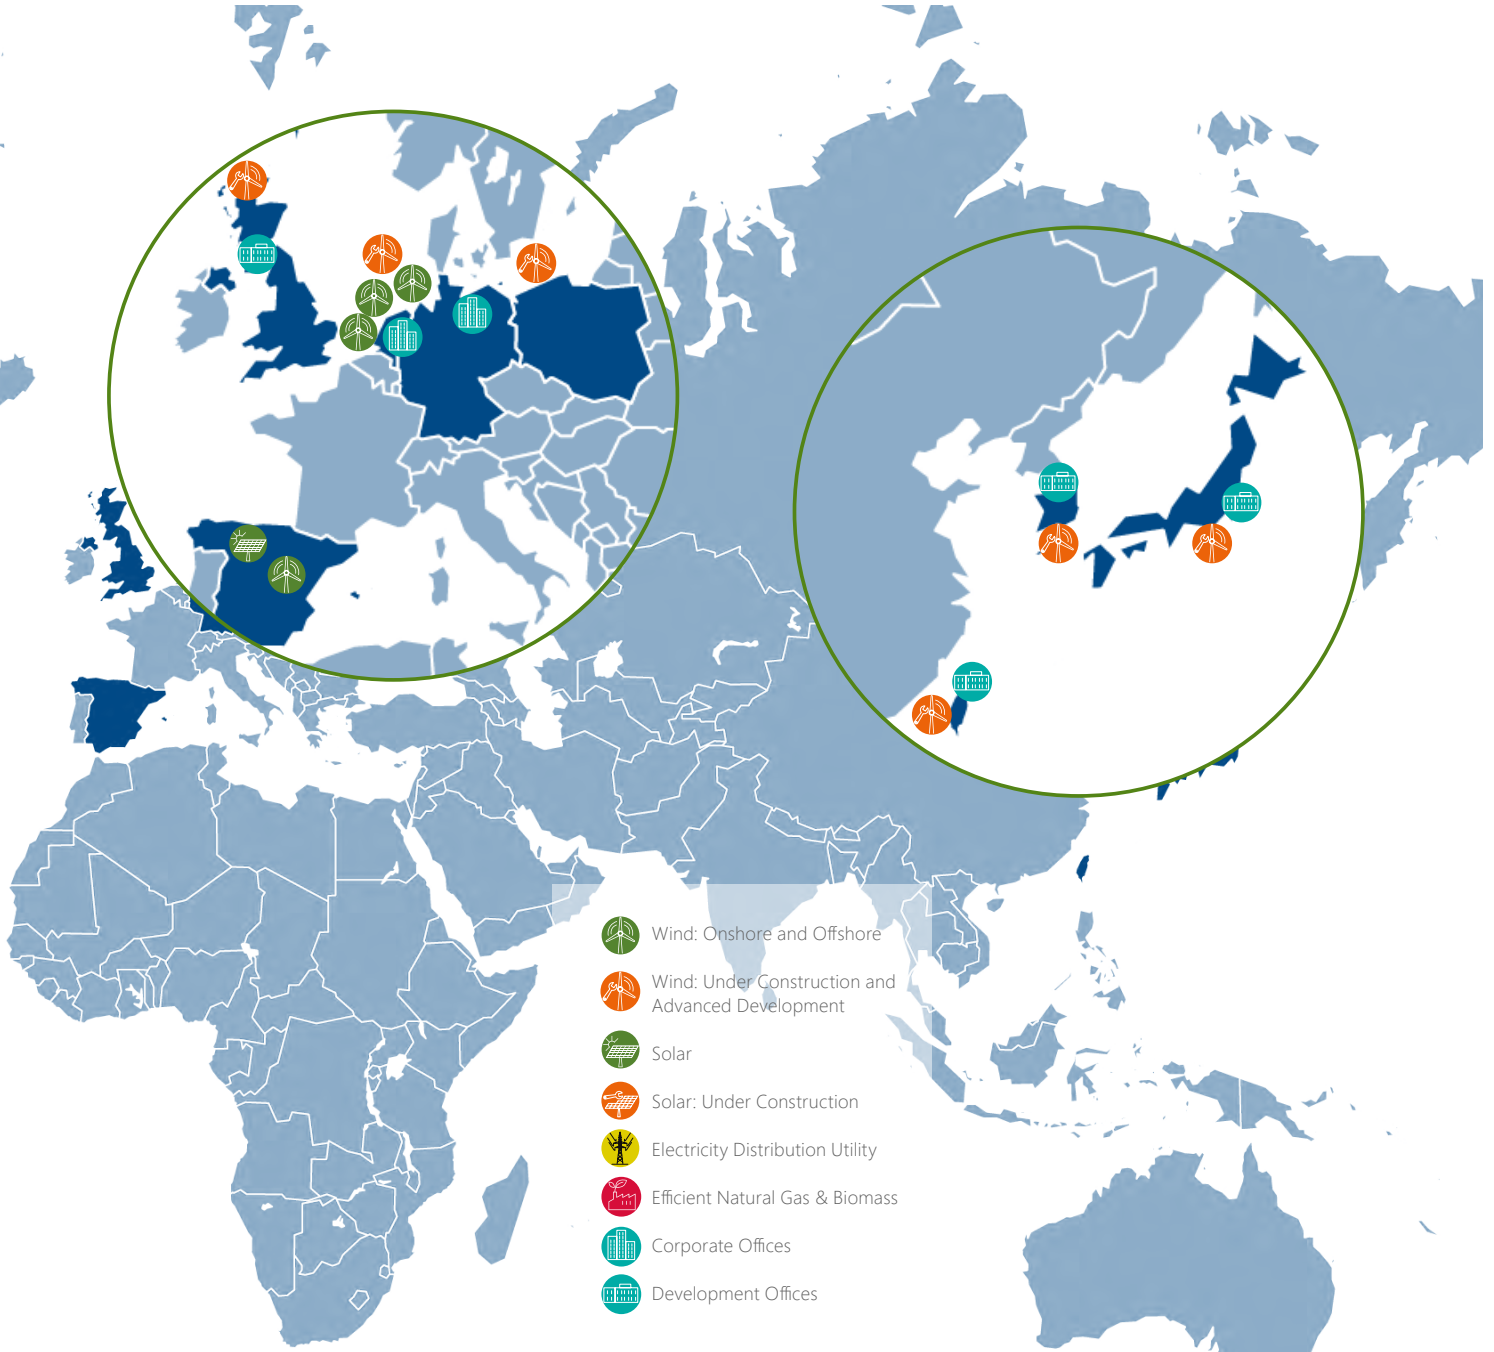 Wind: Onshore and Offshore
Wind: Under Construction and
Advanced Development
Solar
Solar: Under Construction
Electricity Distribution Utility
Efficient Natural Gas & Biomass
Corporate Offices
Development Offices